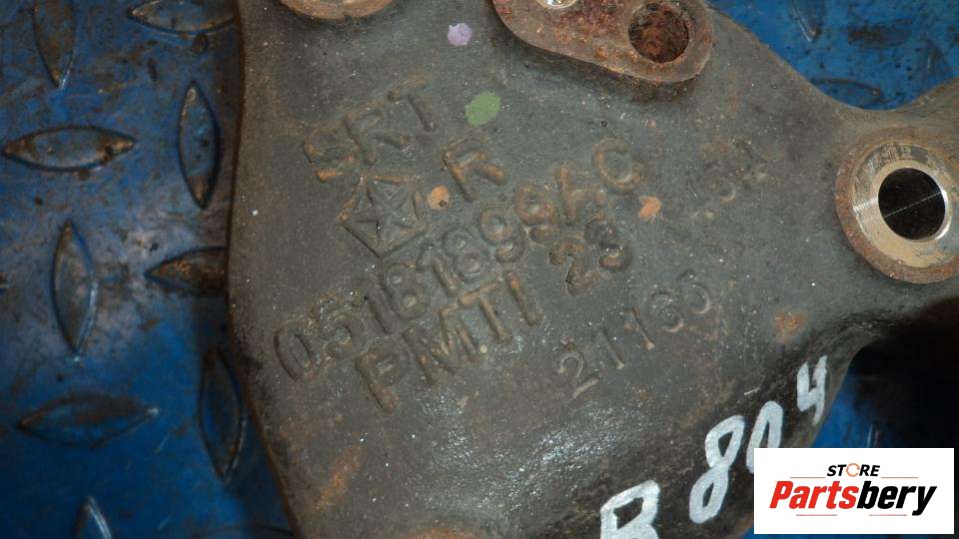 SRT
R
05181899AC
PMTI 23
21165
B 804
STORE
Partsbery